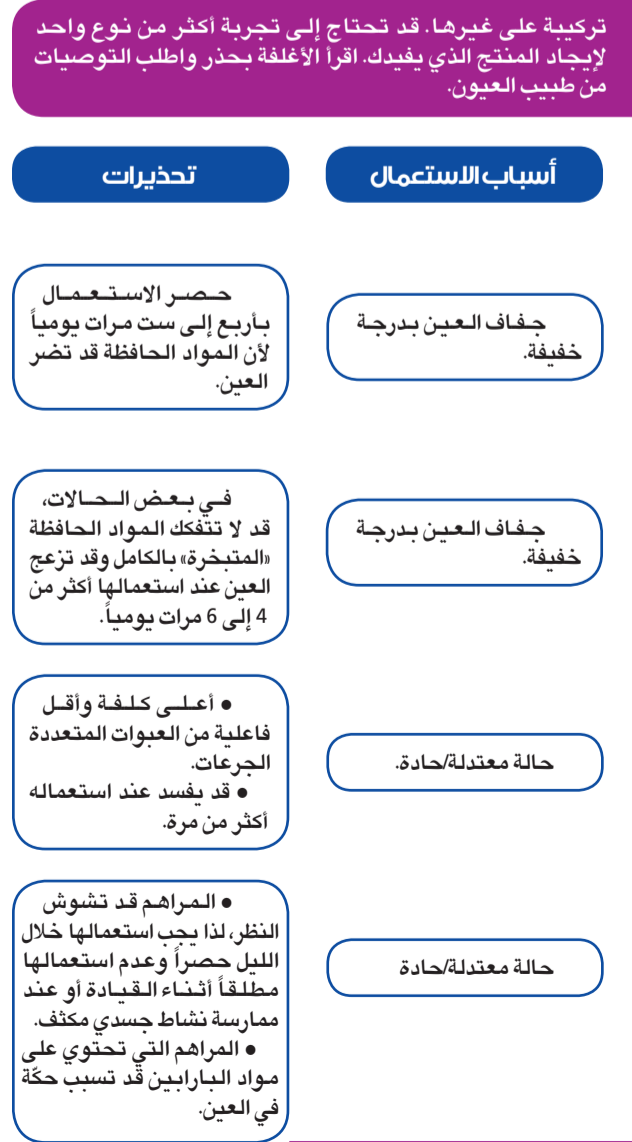 تركيبة على غيرها. قد تحتاج إلى تجربة أكثر من نوع واحد
لإيجاد المنتج الذي يفيدك. اقرأ الأغلفة بحذر واطلب التوصيات
من طبيب العيون.
أسباب الاستعمال
تحذيرات
جفاف العين بدرجة
خفيفة.
حصر الاستعمال
بأربع إلى ست مرات يومياً
لأن المواد الحافظة قد تضر
العين.
جفاف العين بدرجة
خفيفة.
في بعض الحالات،
قد لا تتفكك المواد الحافظة
«المتبخرة» بالكامل وقد تزعج
العين عند استعمالها أكثر من
4 إلى 6 مرات يومياً.
حالة معتدلة/حادة.
● أعلى كلفة وأقل
فاعلية من العبوات المتعددة
الجرعات.
● قد يفسد عند استعماله
أكثر من مرة.
حالة معتدلة/حادة
● المراهم قد تشوش
النظر، لذا يجب استعمالها خلال
الليل حصراً وعدم استعمالها
مطلقاً أثناء القيادة أو عند
ممارسة نشاط جسدي مكثف.
● المراهم التي تحتوي على
مواد البارابين قد تسبب حكّة
في العين.